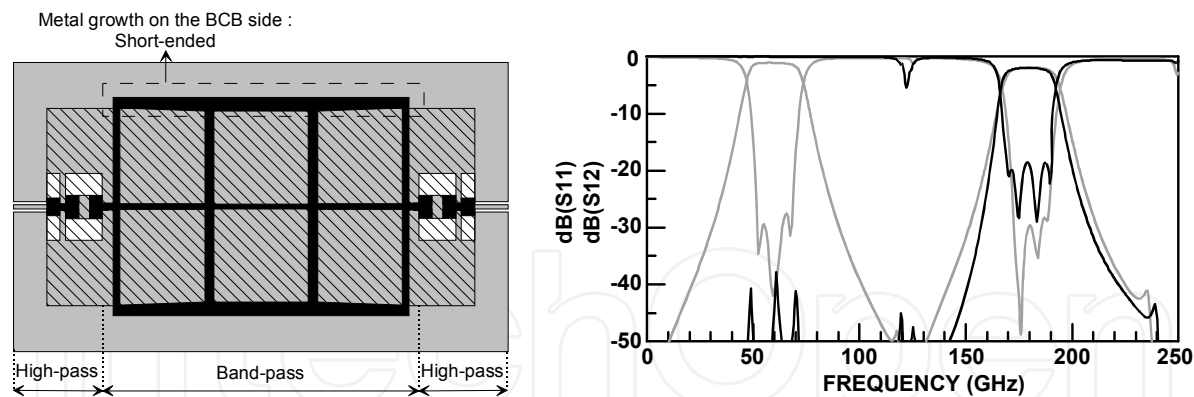 Metal growth on the BCB side :
Short-ended
High-pass
Band-pass
High-pass
dB(S11)
dB(S12)
0
-10
-20
-30
-40
-50
0
50
100
150
200
250
FREQUENCY (GHz)
intechopen